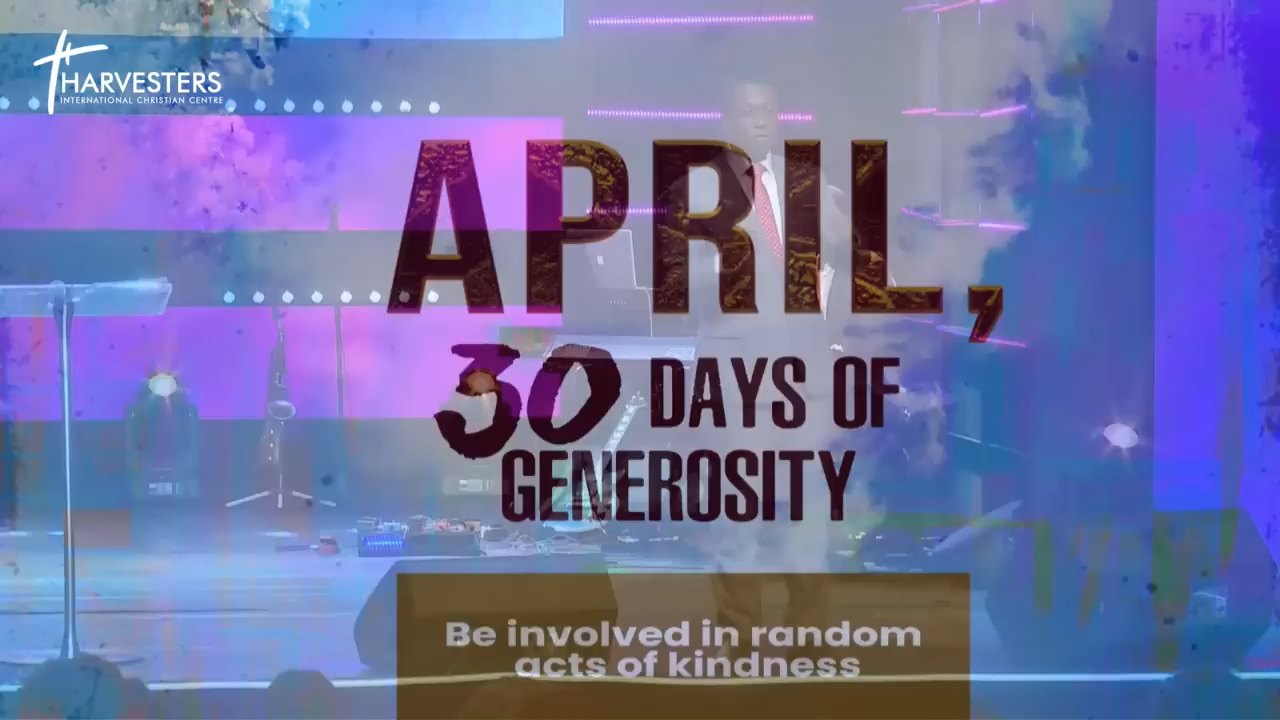 HARVESTERS
INTERNATIONAL CHRISTIAN CENTRE
APRIL,
30 DAYS OF
GENEROSITY
Be involved in random
acts of kindness